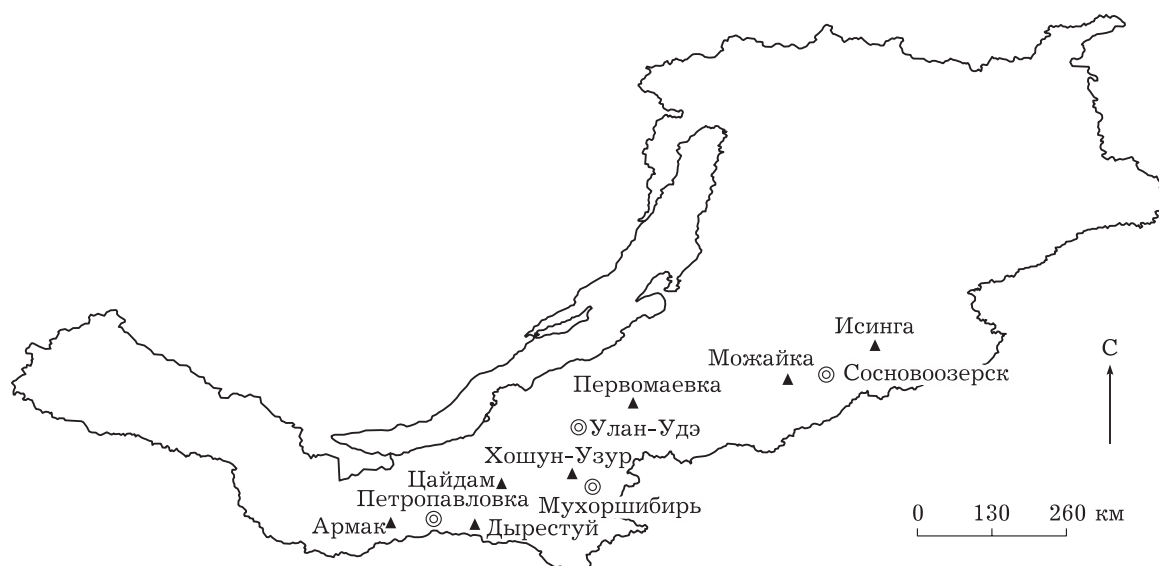 Исинга
Можайка
С
Сосновоозерск
Первомаевка
Улан-Удэ
Хошун-Узур
Цайдам
Петропавловка
Мухоршибирь
Армак
Дырестуй
0 130 260 км